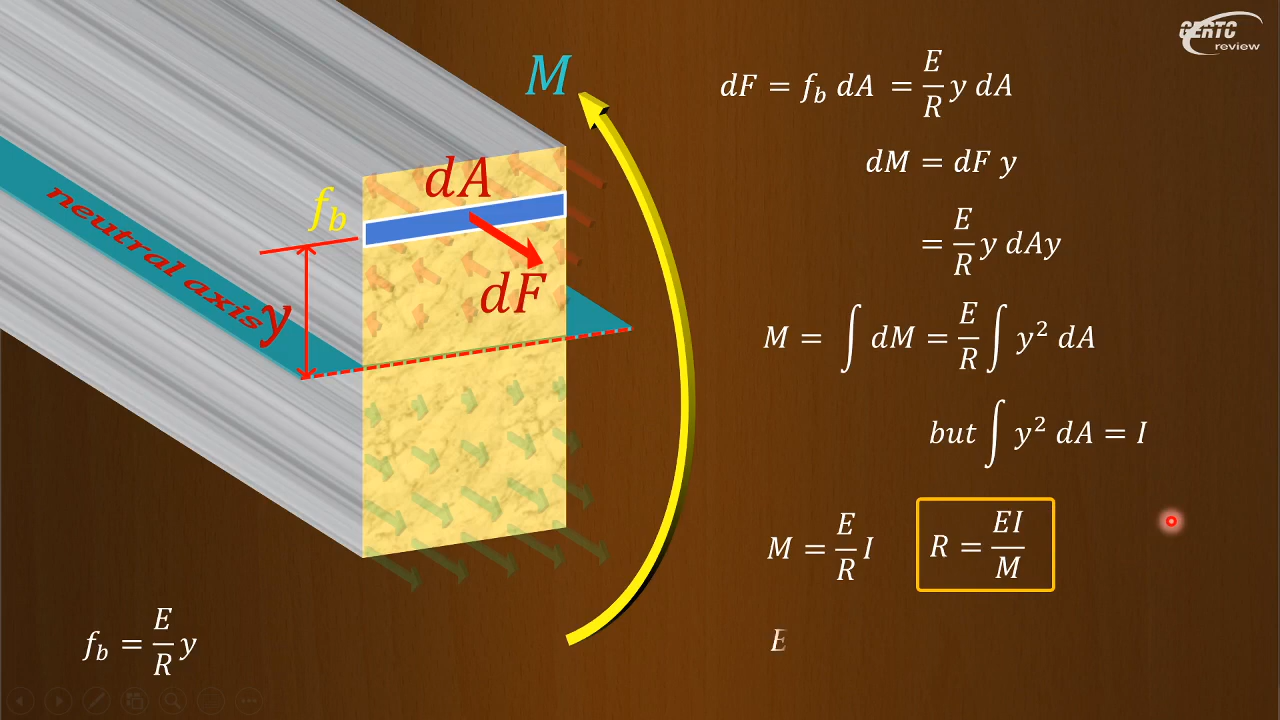 GERTC
review
M
dF = f_b dA = E/R y dA
dA
dM = dF y
f_b
neutral axis
y
dF
= E/R y dAy
M = ∫ dM = E/R ∫ y² dA
but ∫ y² dA = I
M = E/R I
R = EI/M
f_b = E/R y
E